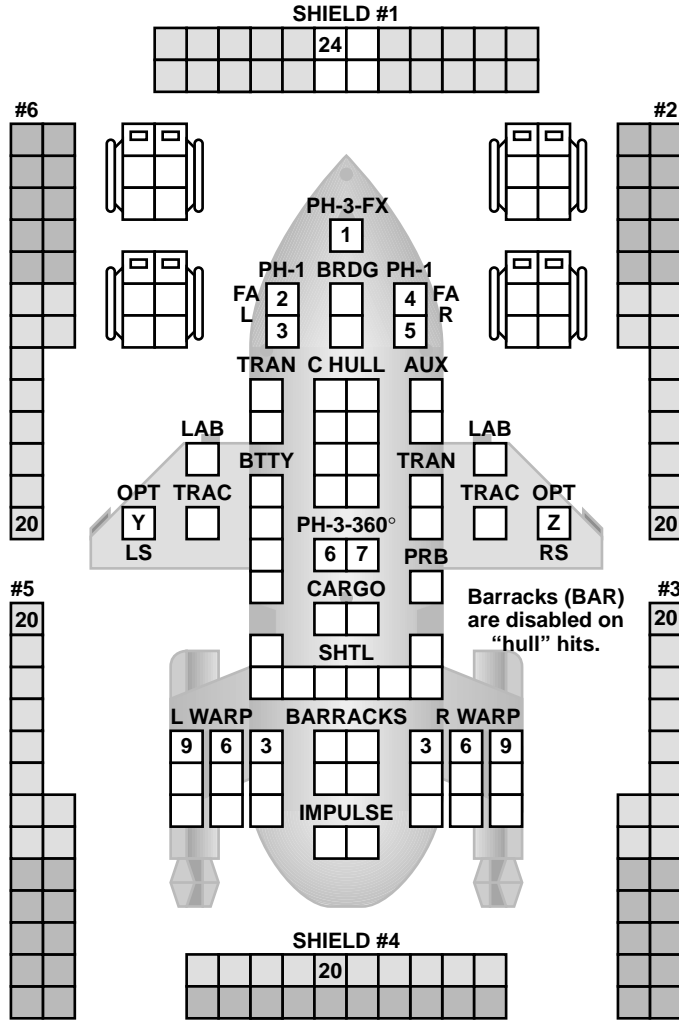 SHIELD #1
24
#6
#2
PH-3-FX
1
PH-1 BRDG PH-1
FA L 2 4 FA R
3 5
TRAN C HULL AUX
LAB LAB
BTTY TRAN
OPT TRAC TRAC OPT
Y Z
PH-3-360°
20 20
LS 6 7 RS
PRB
#5 CARGO #3
20 20
Barracks (BAR)
are disabled on
“hull” hits.
SHTL
L WARP BARRACKS R WARP
9 6 3 3 6 9
IMPULSE
SHIELD #4
20